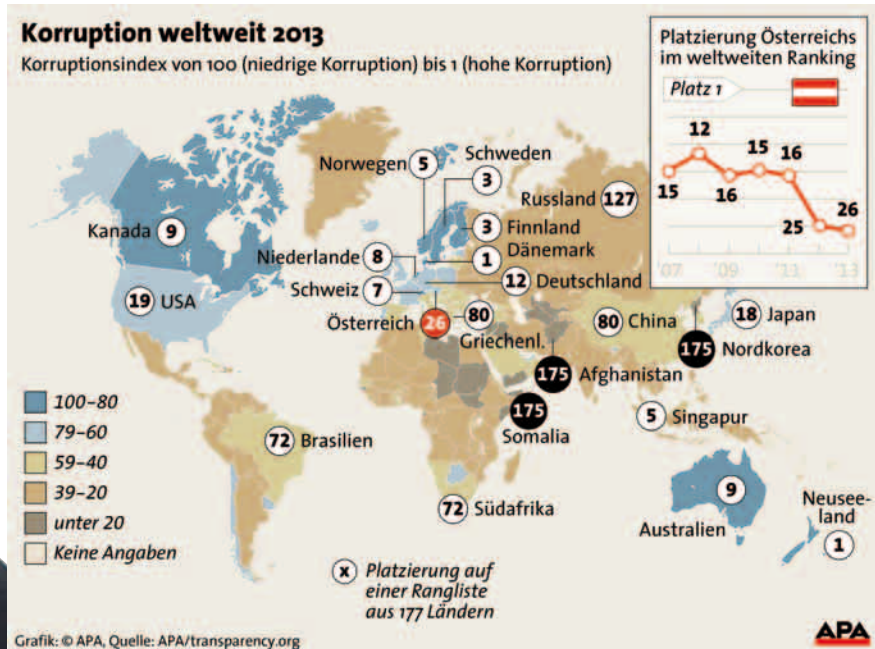 Korruption weltweit 2013
Korruptionsindex von 100 (niedrige Korruption) bis 1 (hohe Korruption)
Platzierung Österreichs
im weltweiten Ranking
Platz 1
15
12
16
15
16
25
26
'07
'09
'11
'13
Norwegen 5
Schweden
3
Russland 127
Kanada 9
3 Finnland
Niederlande 8
1 Dänemark
12 Deutschland
Schweiz 7
19 USA
Österreich 26
80
Griechenl.
80 China
18 Japan
175
Nordkorea
175
Afghanistan
175
Somalia
5 Singapur
72 Brasilien
72 Südafrika
9
Australien
Neusee-
land
1
100–80
79–60
59–40
39–20
unter 20
Keine Angaben
x Platzierung auf
einer Rangliste
aus 177 Ländern
Grafik: © APA, Quelle: APA/transparency.org
APA